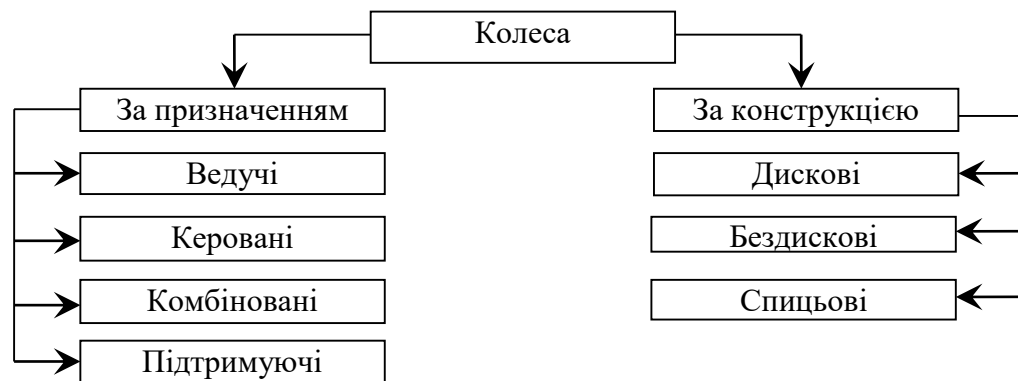 Колеса
За призначенням
Ведучі
Керовані
Комбіновані
Підтримуючі
За конструкцією
Дискові
Бездискові
Спицьові